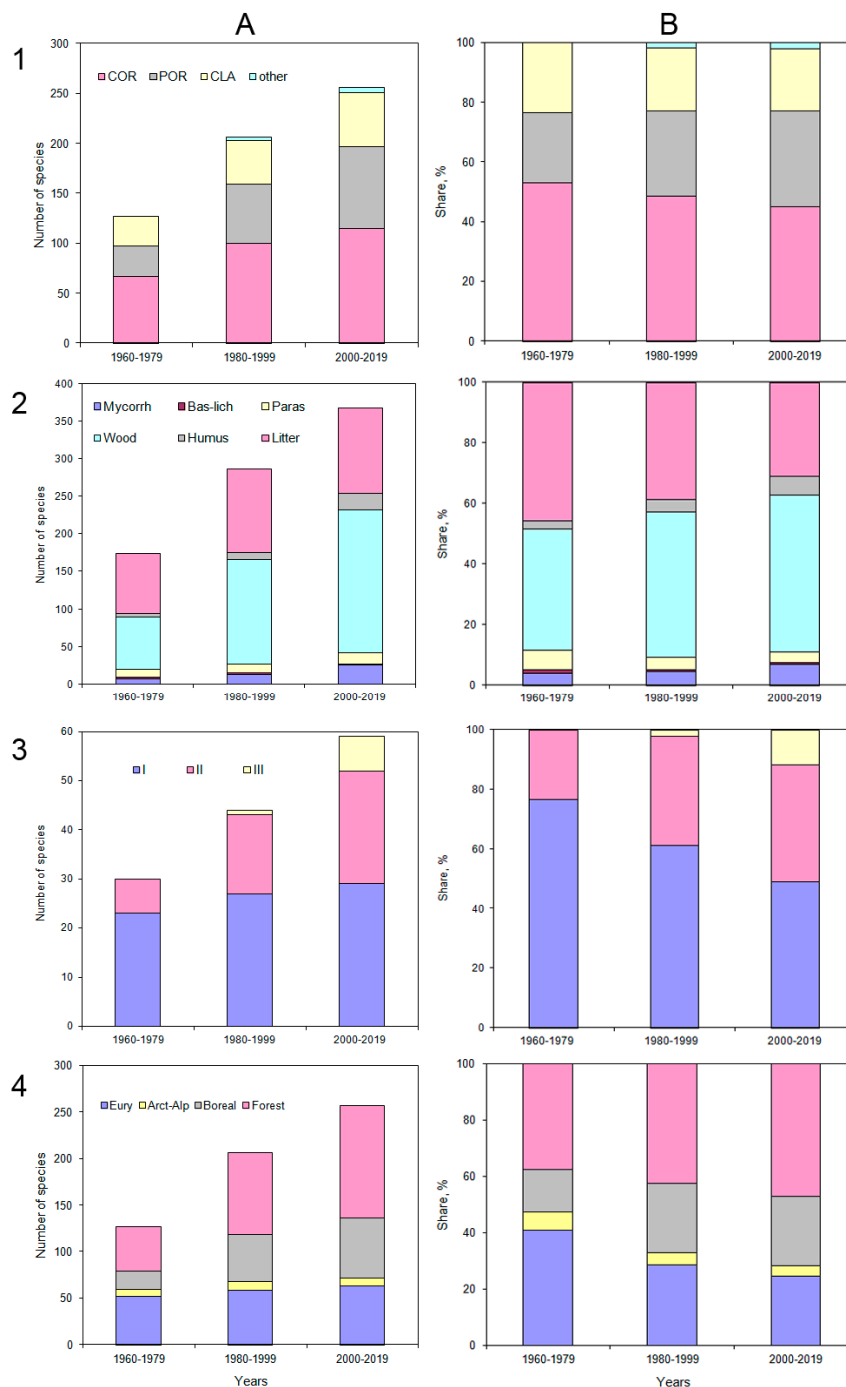 A
B
1
Number of species
300
250
200
150
100
50
0
COR POR CLA other
1960-1979 1980-1999 2000-2019
Share, %
100
80
60
40
20
0
1960-1979 1980-1999 2000-2019
2
Number of species
400
350
300
250
200
150
100
50
0
Mycorrh Bas-lich Paras
Wood Humus Litter
1960-1979 1980-1999 2000-2019
Share, %
100
80
60
40
20
0
1960-1979 1980-1999 2000-2019
3
Number of species
60
50
40
30
20
10
0
I II III
1960-1979 1980-1999 2000-2019
Share, %
100
80
60
40
20
0
1960-1979 1980-1999 2000-2019
4
Number of species
300
250
200
150
100
50
0
Eury Arct-Alp Boreal Forest
1960-1979 1980-1999 2000-2019
Years
Share, %
100
80
60
40
20
0
1960-1979 1980-1999 2000-2019
Years